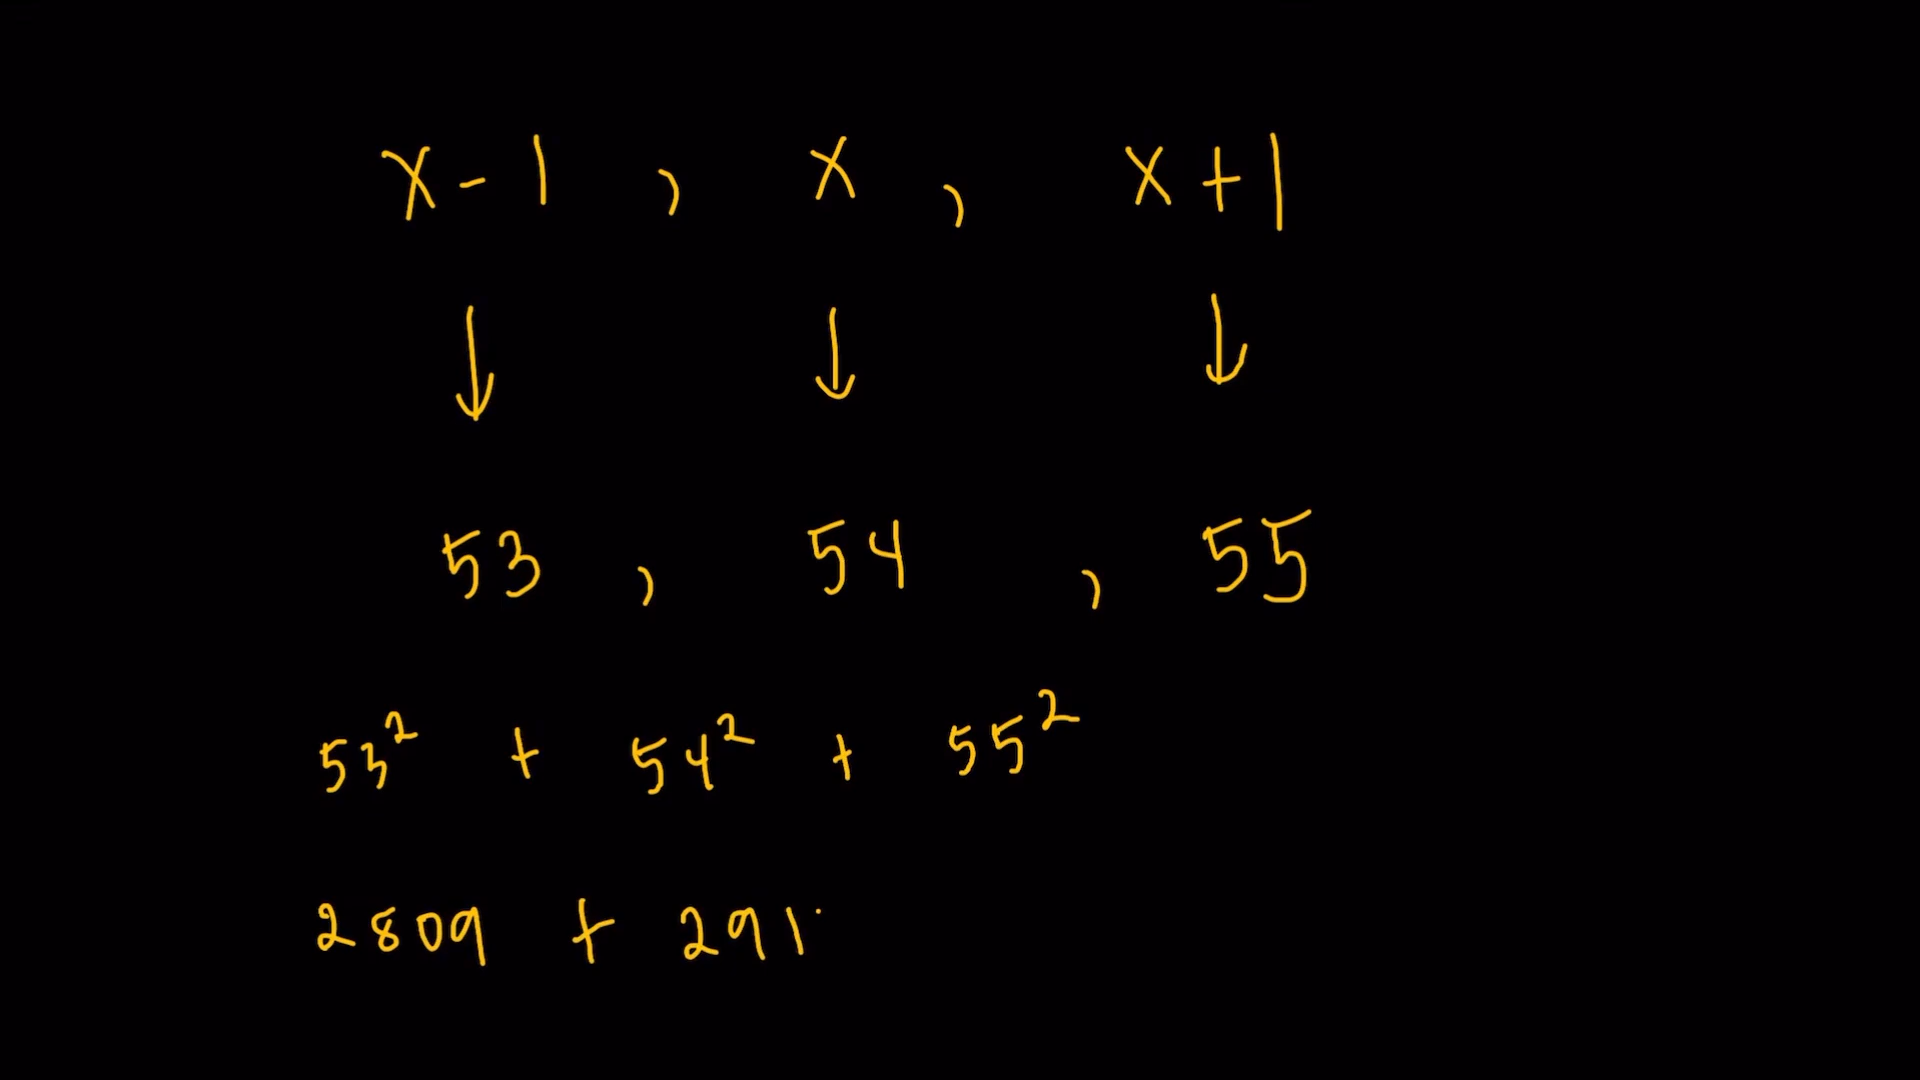 x-1 , x , x+1
↓ ↓ ↓
53 , 54 , 55
53² + 54² + 55²
2809 + 291